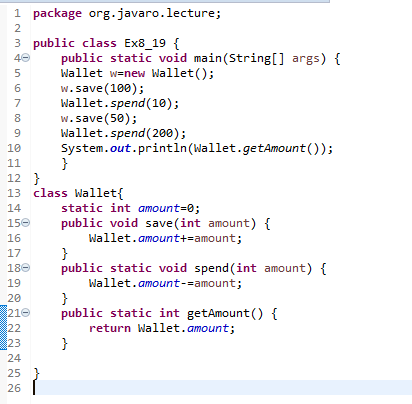 1 package org.javaro.lecture;
2
3 public class Ex8_19 {
4 public static void main(String[] args) {
5 Wallet w=new Wallet();
6 w.save(100);
7 Wallet.spend(10);
8 w.save(50);
9 Wallet.spend(200);
10 System.out.println(Wallet.getAmount());
11 }
12 }
13 class Wallet{
14 static int amount=0;
15 public void save(int amount) {
16 Wallet.amount+=amount;
17 }
18 public static void spend(int amount) {
19 Wallet.amount-=amount;
20 }
21 public static int getAmount() {
22 return Wallet.amount;
23 }
24
25 }
26